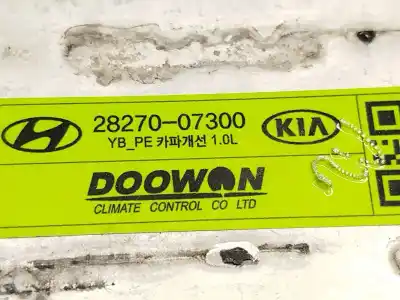 28270-07300
KIA
YB_PE 카파개선 1.0L
DOOWON
CLIMATE CONTROL CO LTD